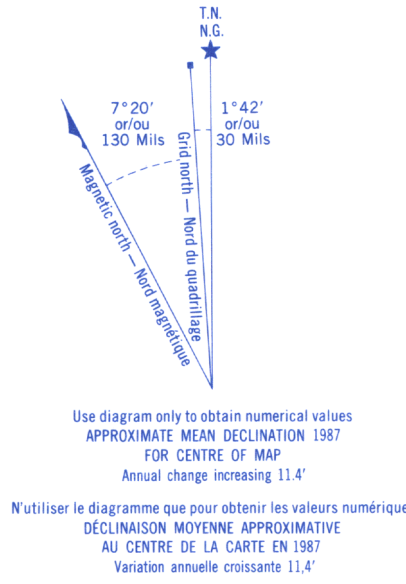 T.N.
N.G.
7°20'
or/ou
130 Mils
1°42'
or/ou
30 Mils
Grid north — Nord du quadrillage
Magnetic north — Nord magnétique
Use diagram only to obtain numerical values
APPROXIMATE MEAN DECLINATION 1987
FOR CENTRE OF MAP
Annual change increasing 11.4'
N'utiliser le diagramme que pour obtenir les valeurs numérique
DÉCLINAISON MOYENNE APPROXIMATIVE
AU CENTRE DE LA CARTE EN 1987
Variation annuelle croissante 11,4'